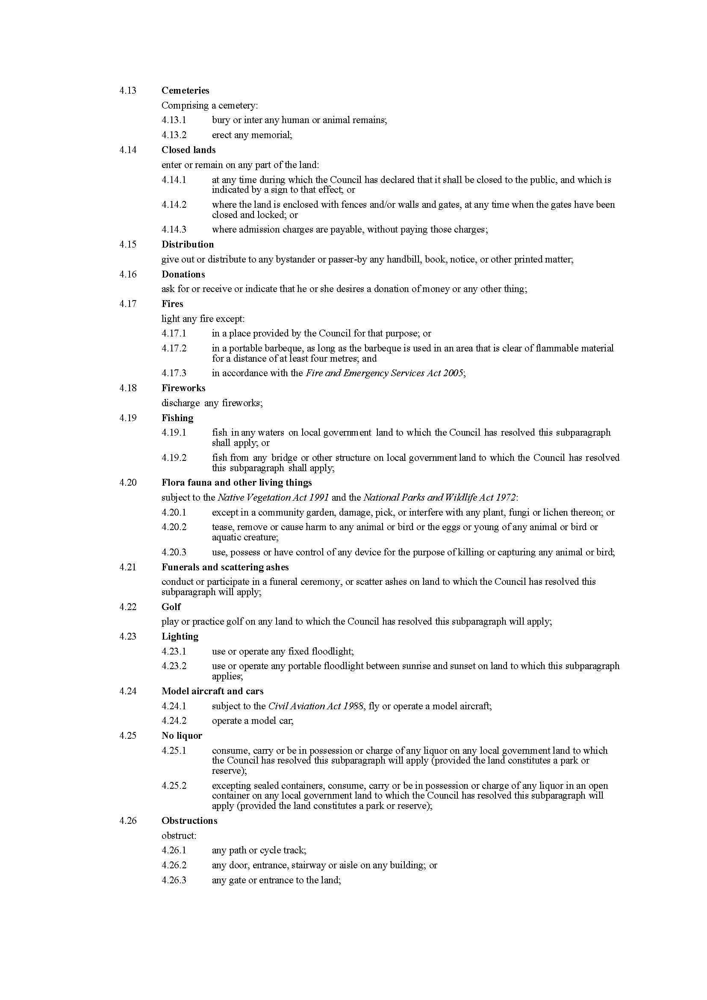 4.13 Cemeteries
Comprising a cemetery:
4.13.1 bury or inter any human or animal remains;
4.13.2 erect any memorial;
4.14 Closed lands
enter or remain on any part of the land:
4.14.1 at any time during which the Council has declared that it shall be closed to the public, and which is
indicated by a sign to that effect; or
4.14.2 where the land is enclosed with fences and/or walls and gates, at any time when the gates have been
closed and locked; or
4.14.3 where admission charges are payable, without paying those charges;
4.15 Distribution
give out or distribute to any bystander or passer-by any handbill, book, notice, or other printed matter;
4.16 Donations
ask for or receive or indicate that he or she desires a donation of money or any other thing;
4.17 Fires
light any fire except:
4.17.1 in a place provided by the Council for that purpose; or
4.17.2 in a portable barbeque, as long as the barbeque is used in an area that is clear of flammable material
for a distance of at least four metres; and
4.17.3 in accordance with the Fire and Emergency Services Act 2005;
4.18 Fireworks
discharge any fireworks;
4.19 Fishing
4.19.1 fish in any waters on local government land to which the Council has resolved this subparagraph
shall apply; or
4.19.2 fish from any bridge or other structure on local government land to which the Council has resolved
this subparagraph shall apply;
4.20 Flora fauna and other living things
subject to the Native Vegetation Act 1991 and the National Parks and Wildlife Act 1972:
4.20.1 except in a community garden, damage, pick, or interfere with any plant, fungi or lichen thereon; or
4.20.2 tease, remove or cause harm to any animal or bird or the eggs or young of any animal or bird or
aquatic creature;
4.20.3 use, possess or have control of any device for the purpose of killing or capturing any animal or bird;
4.21 Funerals and scattering ashes
conduct or participate in a funeral ceremony, or scatter ashes on land to which the Council has resolved this
subparagraph will apply;
4.22 Golf
play or practice golf on any land to which the Council has resolved this subparagraph will apply;
4.23 Lighting
4.23.1 use or operate any fixed floodlight;
4.23.2 use or operate any portable floodlight between sunrise and sunset on land to which this subparagraph
applies;
4.24 Model aircraft and cars
4.24.1 subject to the Civil Aviation Act 1988, fly or operate a model aircraft;
4.24.2 operate a model car;
4.25 No liquor
4.25.1 consume, carry or be in possession or charge of any liquor on any local government land to which
the Council has resolved this subparagraph will apply (provided the land constitutes a park or
reserve);
4.25.2 excepting sealed containers, consume, carry or be in possession or charge of any liquor in an open
container on any local government land to which the Council has resolved this subparagraph will
apply (provided the land constitutes a park or reserve);
4.26 Obstructions
obstruct:
4.26.1 any path or cycle track;
4.26.2 any door, entrance, stairway or aisle on any building; or
4.26.3 any gate or entrance to the land;